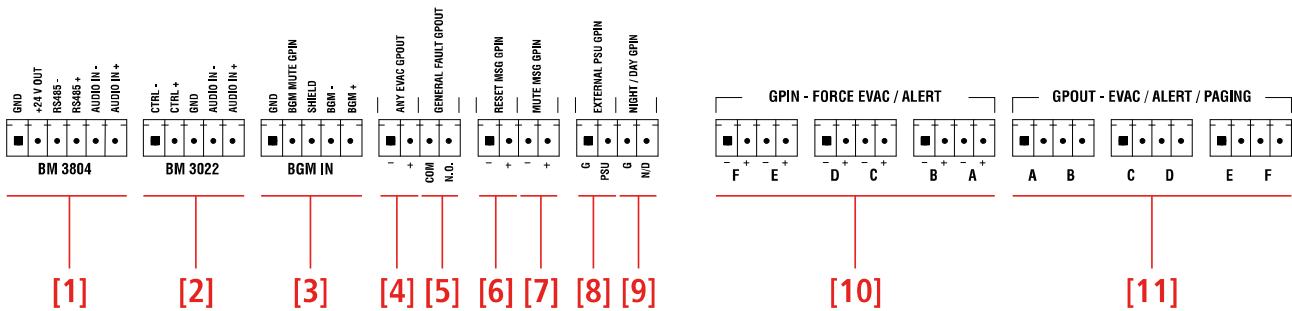 GND
+24 V OUT
RS485 -
RS485 +
AUDIO IN -
AUDIO IN +
BM 3804
CTRL -
CTRL +
GND
AUDIO IN -
AUDIO IN +
BM 3022
GND
BGM MUTE GPIN
SHIELD
BGM -
BGM +
BGM IN
ANY EVAC GPOUT
- +
GENERAL FAULT GPOUT
COM
N.O.
RESET MSG GPIN
- +
MUTE MSG GPIN
- +
EXTERNAL PSU GPIN
G
PSU
NIGHT / DAY GPIN
G
N/D
GPIN - FORCE EVAC / ALERT
- + - +
F E
- + - +
D C
- + - +
B A
GPOUT - EVAC / ALERT / PAGING
A B
C D
E F
[1] [2] [3] [4] [5] [6] [7] [8] [9] [10] [11]